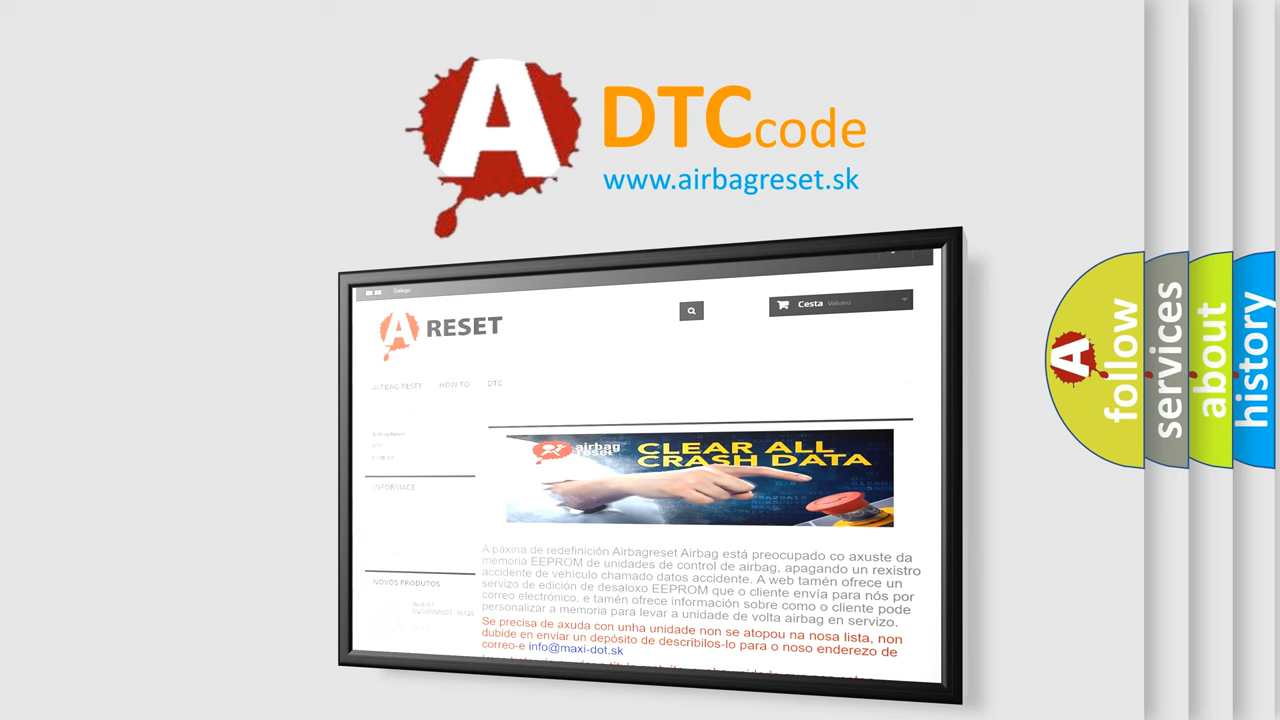 A DTCcode
www.airbagreset.sk
Galego
A RESET
Cesta Valeiro
AIRBAG RESET HOW TO DTC
INFORMACE
NOVOS PRODUTOS
airbag
reset
CLEAR ALL
CRASH DATA
A páxina de redefinición Airbagreset Airbag está preocupado co axuste da
memoria EEPROM de unidades de control de airbag, apagando un rexistro
accidente de vehículo chamado datos accidente. A web tamén ofrece un
servizo de edición de desaloxo EEPROM que o cliente envía para nós por
correo electrónico, e tamén ofrece información sobre como o cliente pode
personalizar a memoria para levar a unidade de volta airbag en servizo.
Se precisa de axuda con unha unidade non se atopou na nosa lista, non
dubide en enviar un depósito de describilos-lo para o noso enderezo de
correo-e info@maxi-dot.sk
A
follow
services
about
history